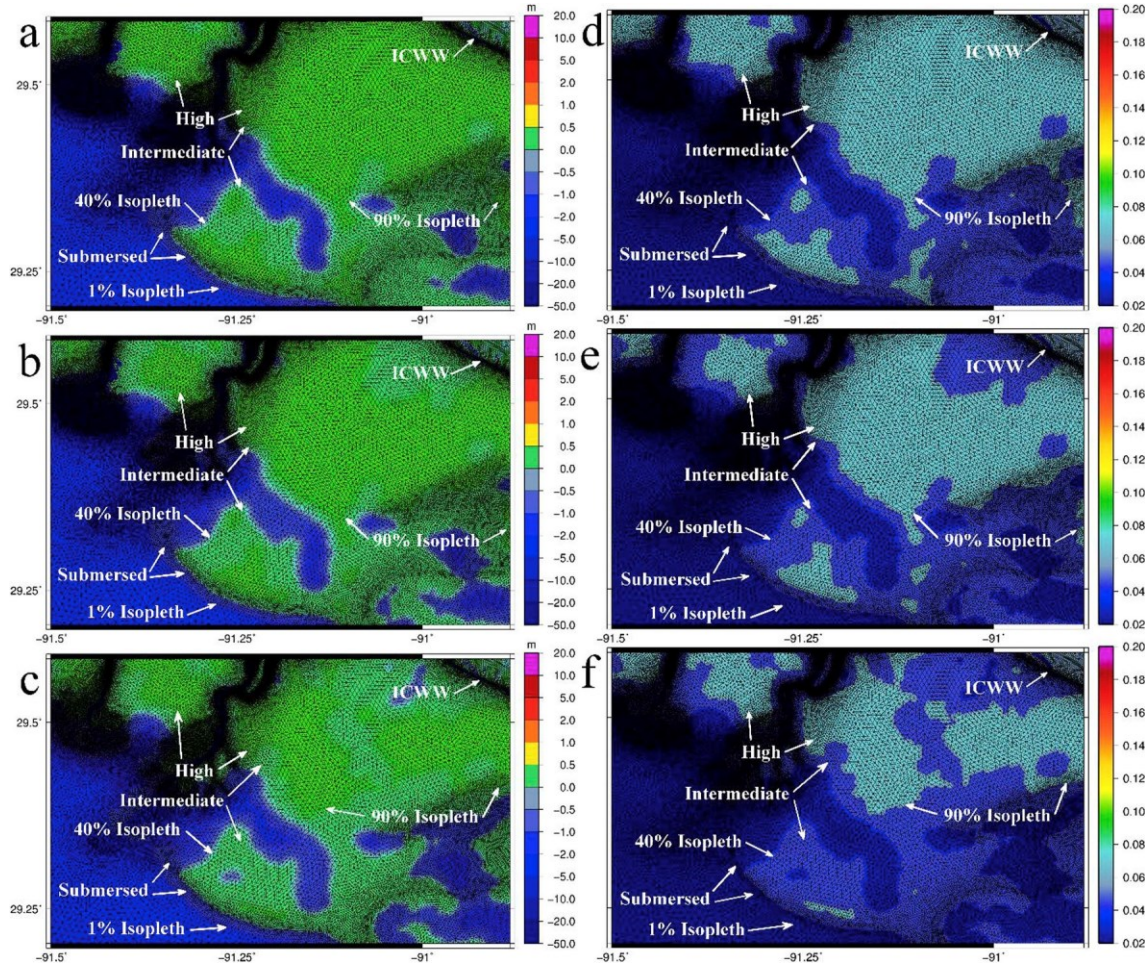 a
m
20.0
10.0
5.0
2.0
1.0
0.5
0.0
−0.5
−1.0
−2.0
−5.0
−10.0
−20.0
−50.0
ICWW
29.5'
High
Intermediate
40% Isopleth
90% Isopleth
Submersed
29.25'
1% Isopleth
−91.5'
−91.25'
−91'
d
0.20
0.18
0.16
0.14
0.12
0.10
0.08
0.06
0.04
0.02
ICWW
High
Intermediate
40% Isopleth
90% Isopleth
Submersed
1% Isopleth
−91.5'
−91.25'
−91'
b
m
20.0
10.0
5.0
2.0
1.0
0.5
0.0
−0.5
−1.0
−2.0
−5.0
−10.0
−20.0
−50.0
ICWW
29.5'
High
Intermediate
40% Isopleth
90% Isopleth
Submersed
29.25'
1% Isopleth
−91.5'
−91.25'
−91'
e
0.20
0.18
0.16
0.14
0.12
0.10
0.08
0.06
0.04
0.02
ICWW
High
Intermediate
40% Isopleth
90% Isopleth
Submersed
1% Isopleth
−91.5'
−91.25'
−91'
c
m
20.0
10.0
5.0
2.0
1.0
0.5
0.0
−0.5
−1.0
−2.0
−5.0
−10.0
−20.0
−50.0
ICWW
29.5'
High
Intermediate
90% Isopleth
40% Isopleth
Submersed
29.25'
1% Isopleth
−91.5'
−91.25'
−91'
f
0.20
0.18
0.16
0.14
0.12
0.10
0.08
0.06
0.04
0.02
ICWW
High
Intermediate
90% Isopleth
40% Isopleth
Submersed
1% Isopleth
−91.5'
−91.25'
−91'